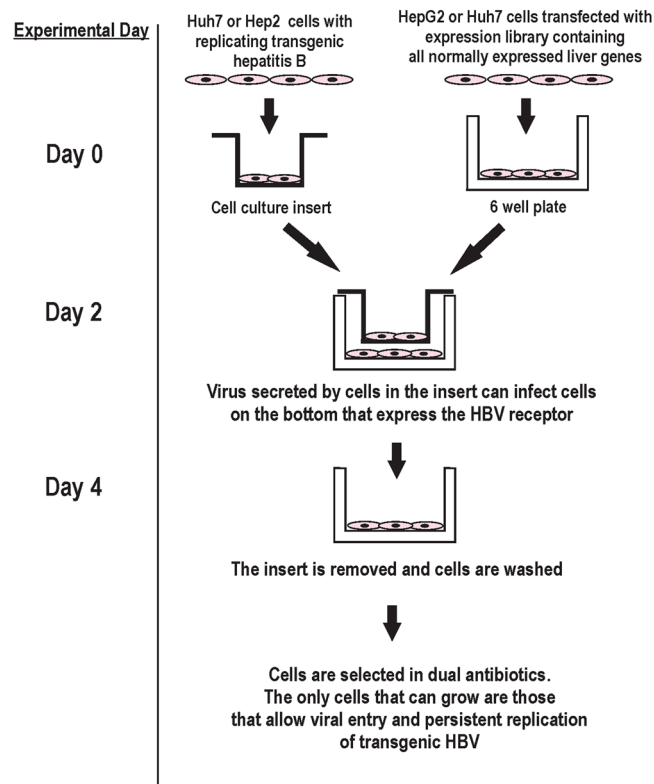 Experimental Day
Huh7 or Hep2 cells with
replicating transgenic
hepatitis B
HepG2 or Huh7 cells transfected with
expression library containing
all normally expressed liver genes
Day 0
Cell culture insert
6 well plate
Day 2
Virus secreted by cells in the insert can infect cells
on the bottom that express the HBV receptor
Day 4
The insert is removed and cells are washed
Cells are selected in dual antibiotics.
The only cells that can grow are those
that allow viral entry and persistent replication
of transgenic HBV